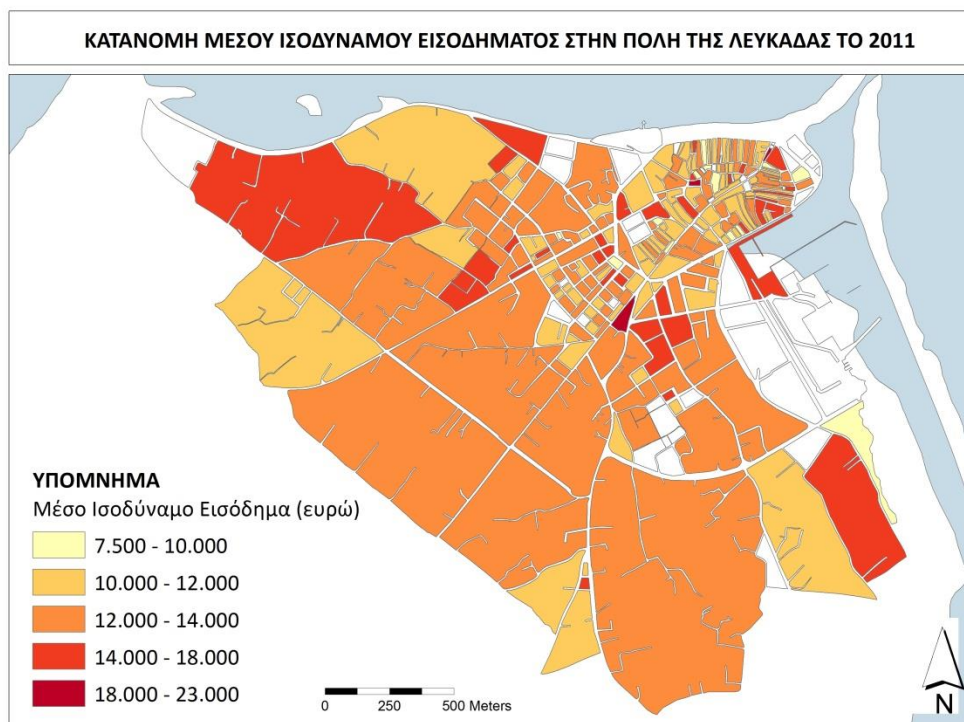 ΚΑΤΑΝΟΜΗ ΜΕΣΟΥ ΙΣΟΔΥΝΑΜΟΥ ΕΙΣΟΔΗΜΑΤΟΣ ΣΤΗΝ ΠΟΛΗ ΤΗΣ ΛΕΥΚΑΔΑΣ ΤΟ 2011
ΥΠΟΜΝΗΜΑ
Μέσο Ισοδύναμο Εισόδημα (ευρώ)
7.500 - 10.000
10.000 - 12.000
12.000 - 14.000
14.000 - 18.000
18.000 - 23.000
0 250 500 Meters
N